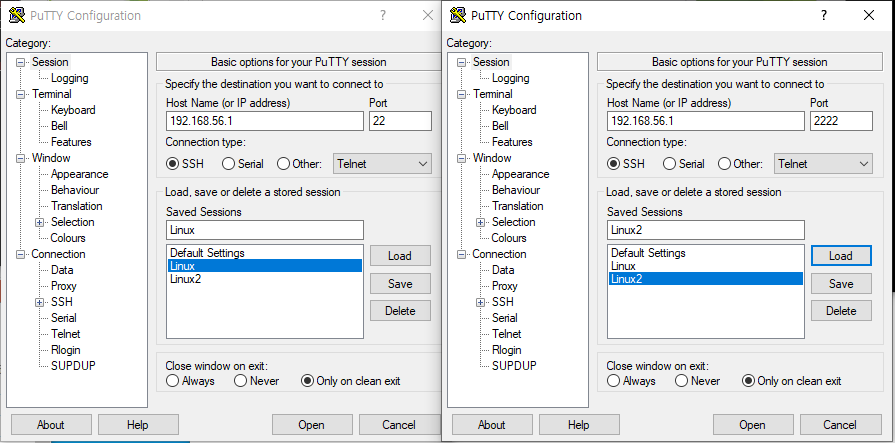 PuTTY Configuration
?
Category:
Session
Logging
Terminal
Keyboard
Bell
Features
Window
Appearance
Behaviour
Translation
Selection
Colours
Connection
Data
Proxy
SSH
Serial
Telnet
Rlogin
SUPDUP
Basic options for your PuTTY session
Specify the destination you want to connect to
Host Name (or IP address) Port
192.168.56.1 22
Connection type:
SSH Serial Other: Telnet
Load, save or delete a stored session
Saved Sessions
Linux
Default Settings
Linux
Linux2
Load
Save
Delete
Close window on exit:
Always Never Only on clean exit
About Help Open Cancel
PuTTY Configuration
?
Category:
Session
Logging
Terminal
Keyboard
Bell
Features
Window
Appearance
Behaviour
Translation
Selection
Colours
Connection
Data
Proxy
SSH
Serial
Telnet
Rlogin
SUPDUP
Basic options for your PuTTY session
Specify the destination you want to connect to
Host Name (or IP address) Port
192.168.56.1 2222
Connection type:
SSH Serial Other: Telnet
Load, save or delete a stored session
Saved Sessions
Linux2
Default Settings
Linux
Linux2
Load
Save
Delete
Close window on exit:
Always Never Only on clean exit
About Help Open Cancel